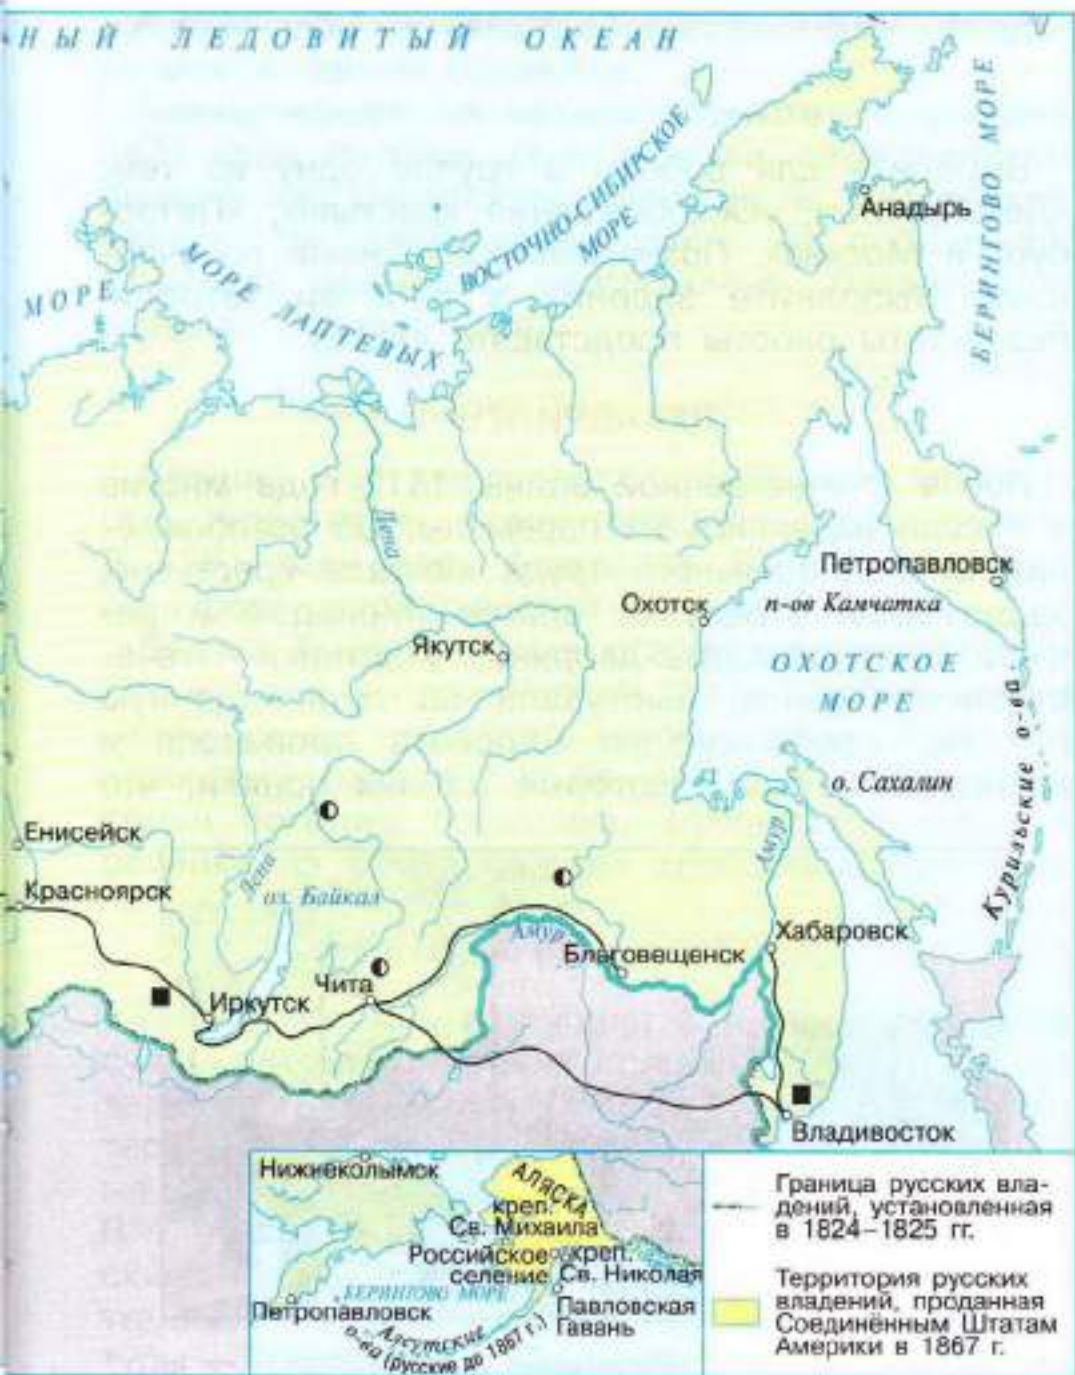 НЫЙ ЛЕДОВИТЫЙ ОКЕАН
БЕРИНГОВО МОРЕ
ВОСТОЧНО-СИБИРСКОЕ
МОРЕ
Анадырь
МОРЕ
МОРЕ ЛАПТЕВЫХ
Лена
Петропавловск
п-ов Камчатка
Охотск
Якутск
ОХОТСКОЕ
МОРЕ
Курильские о-ва.
о. Сахалин
Енисейск
Амур
Лена
Красноярск
оз. Байкал
Амур
Хабаровск
Благовещенск
Чита
Иркутск
Владивосток
Нижнеколымск
АЛЯСКА
креп.
Св. Михаила
Российское
селение
креп.
Св. Николая
БЕРИНГОВО МОРЕ
Петропавловск
Павловская
Гавань
Алеутские
о-ва (русские до 1867 г.)
Граница русских вла-
дений, установленная
в 1824–1825 гг.
Территория русских
владений, проданная
Соединённым Штатам
Америки в 1867 г.